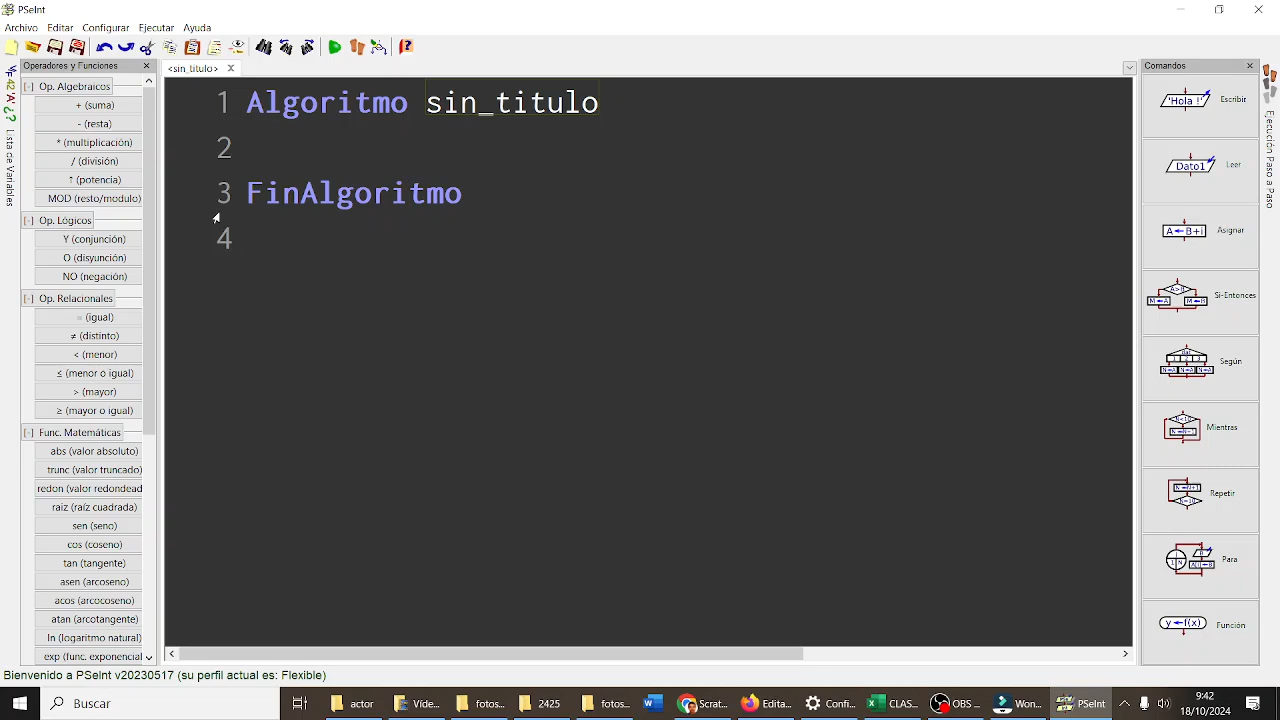 PSeInt
Archivo Editar Configurar Ejecutar Ayuda
Operadores y Funciones
<sin_titulo>
Comandos
Lista de Variables
Op. Algebraicos
+ (suma)
- (resta)
* (multiplicación)
/ (división)
↑ (potencia)
MOD (resto/modulo)
Op. Lógicos
Y (conjunción)
O (disyunción)
NO (negación)
Op. Relacionales
= (igual)
≠ (distinto)
< (menor)
≤ (menor o igual)
> (mayor)
≥ (mayor o igual)
Func. Matemáticas
abs (valor absoluto)
trunc (valor truncado)
redon (valor redondead
raiz (raíz cuadrada)
sen (seno)
cos (coseno)
tan (tangente)
asen (arcoseno)
acos (arcocoseno)
atan (arcotangente)
ln (logaritmo natural)
exp (func. exponencial
1 Algoritmo sin_titulo
2
3 FinAlgoritmo
4
'Hola !' Escribir
Dato1 Leer
A←B+i Asignar
Si-Entonces
Según
Mientras
Repetir
Para
y←f(x) Función
Ejecución Paso a Paso
Bienvenido a PSeInt v20230517 (su perfil actual es: Flexible)
Buscar
actor
Víde...
fotos...
2425
fotos...
Scra...
Edita...
Confi...
CLAS...
OBS ...
Won...
PSeInt
9:42
18/10/2024